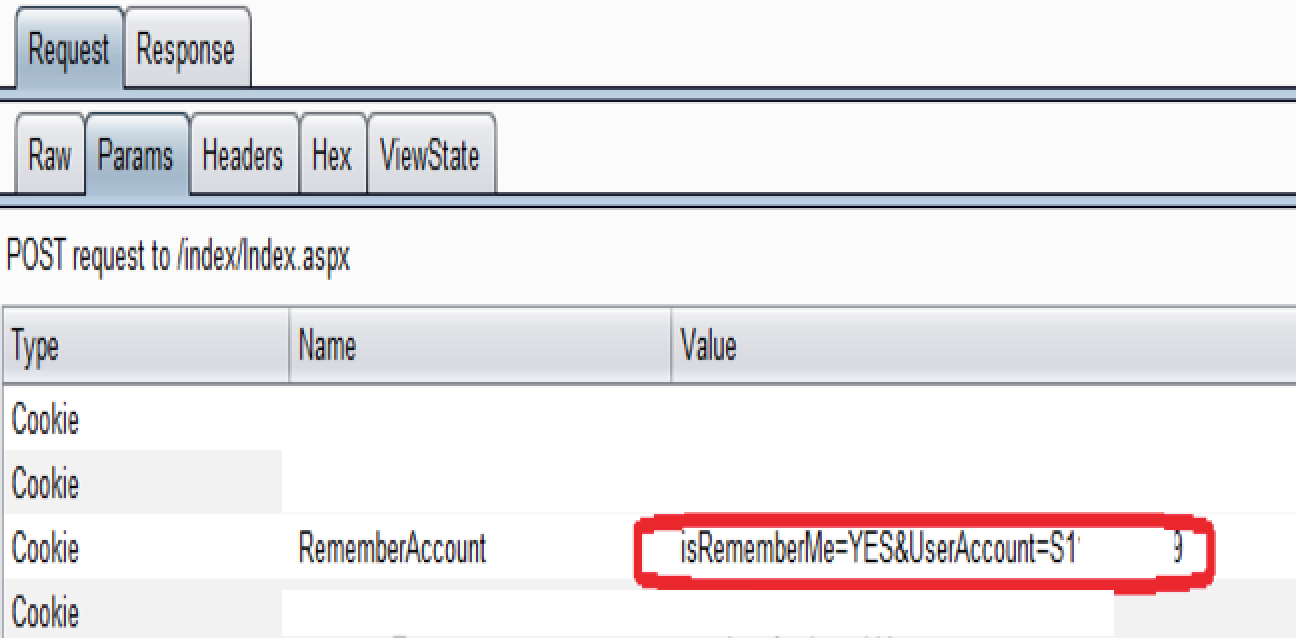 Request Response
Raw Params Headers Hex ViewState
POST request to /index/Index.aspx
Type Name Value
Cookie
Cookie
Cookie RememberAccount isRememberMe=YES&UserAccount=S1 9
Cookie